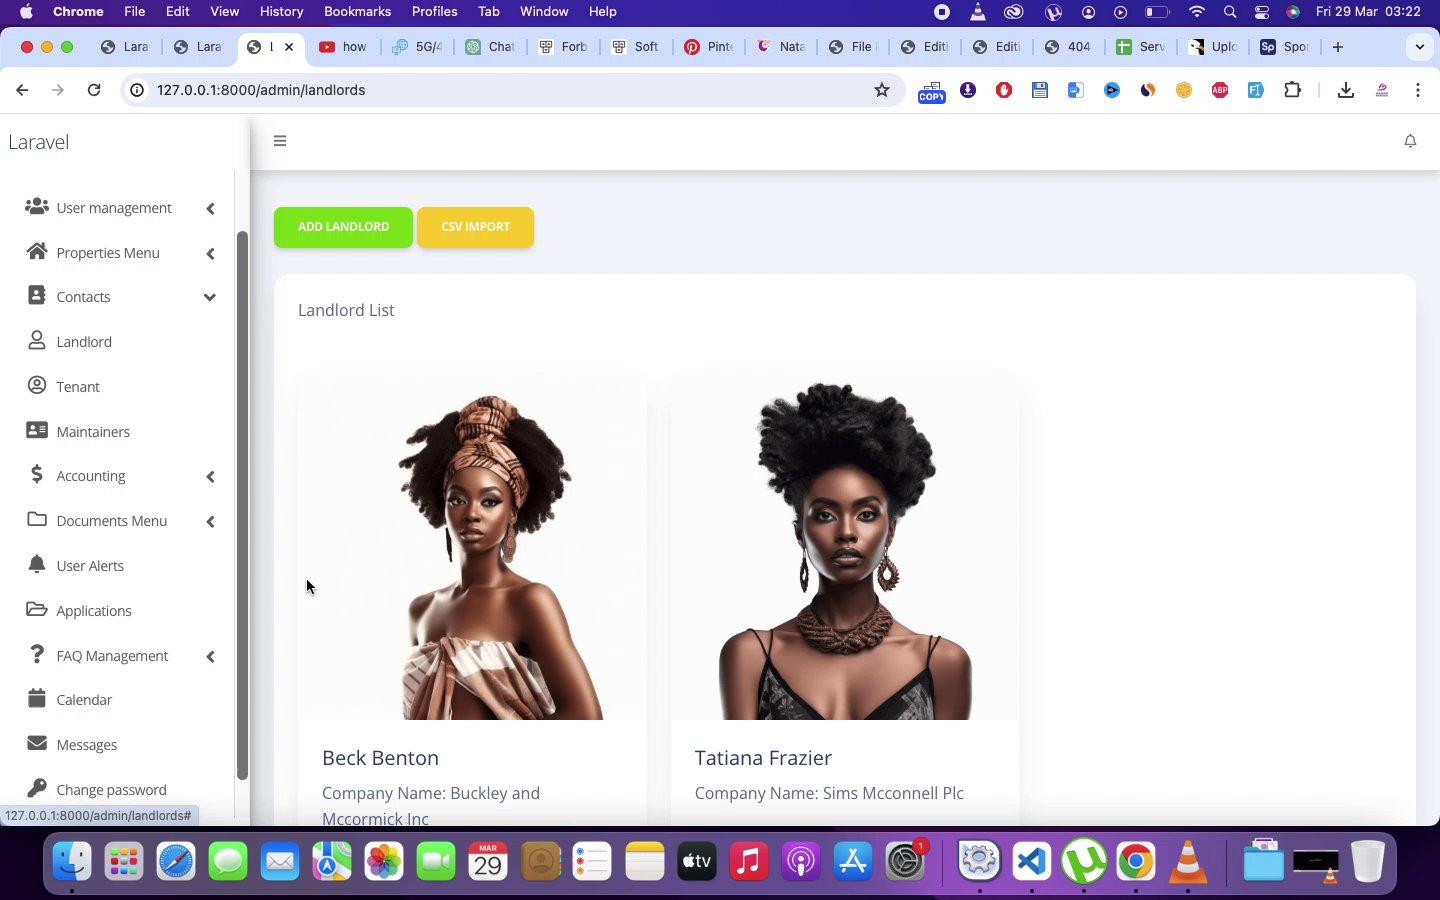 Chrome File Edit View History Bookmarks Profiles Tab Window Help Fri 29 Mar 03:22
Lara Lara L how 5G/4 Chat Forb Soft Pinte Nata File Editi Editi 404 Serv Uplo Spor
127.0.0.1:8000/admin/landlords
COPY ABP
Laravel
User management
Properties Menu
Contacts
Landlord
Tenant
Maintainers
Accounting
Documents Menu
User Alerts
Applications
FAQ Management
Calendar
Messages
Change password
127.0.0.1:8000/admin/landlords#
ADD LANDLORD CSV IMPORT
Landlord List
Beck Benton
Company Name: Buckley and
Mccormick Inc
Tatiana Frazier
Company Name: Sims Mcconnell Plc
MAR
29
tv
1